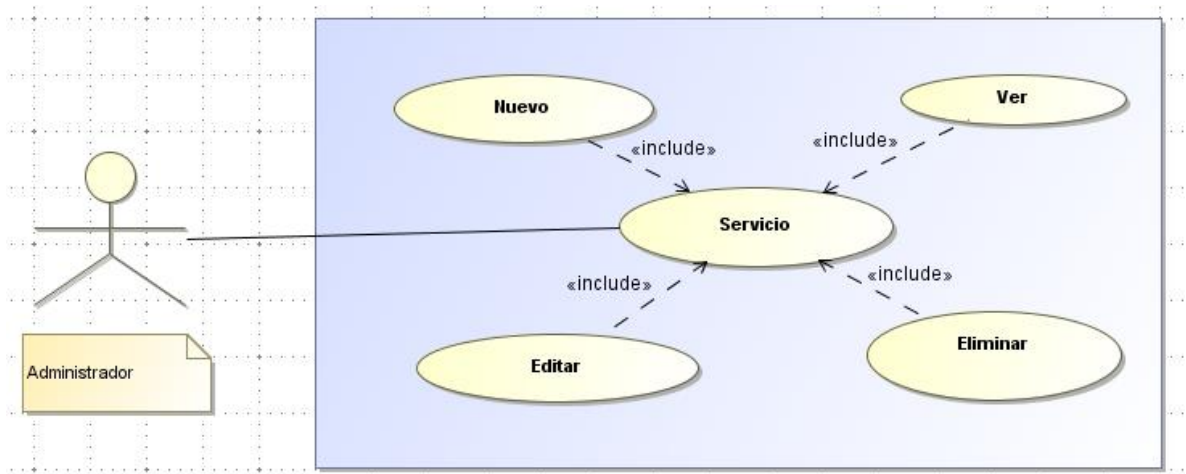 Nuevo
Ver
«include»
«include»
Servicio
«include»
«include»
Editar
Eliminar
Administrador